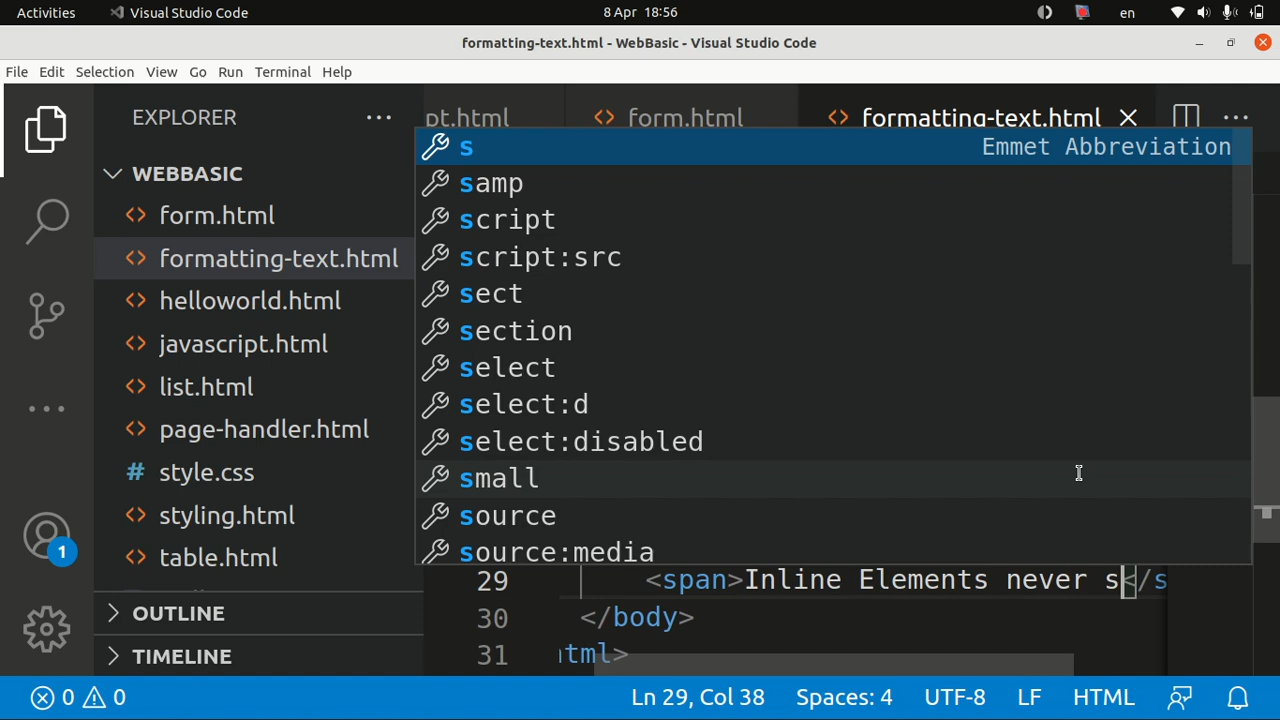 Activities Visual Studio Code 8 Apr 18:56 en
formatting-text.html - WebBasic - Visual Studio Code
File Edit Selection View Go Run Terminal Help
EXPLORER pt.html form.html formatting-text.html
WEBBASIC
form.html
formatting-text.html
helloworld.html
javascript.html
list.html
page-handler.html
# style.css
styling.html
table.html
OUTLINE
TIMELINE
1
s Emmet Abbreviation
samp
script
script:src
sect
section
select
select:d
select:disabled
small
source
source:media
29 <span>Inline Elements never s</s
30 </body>
31 html>
0 0 Ln 29, Col 38 Spaces: 4 UTF-8 LF HTML